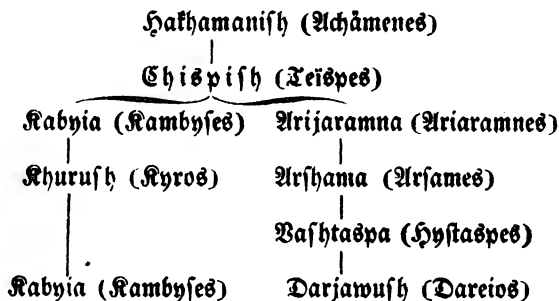 Hakhamanish (Achämenes)
Chispish (Teïspes)
Kabyia (Kambyses) Arijaramna (Ariaramnes)
Khurush (Kyros) Arshama (Arsames)
Vashtaspa (Hystaspes)
Kabyia (Kambyses) Darjawush (Dareios)